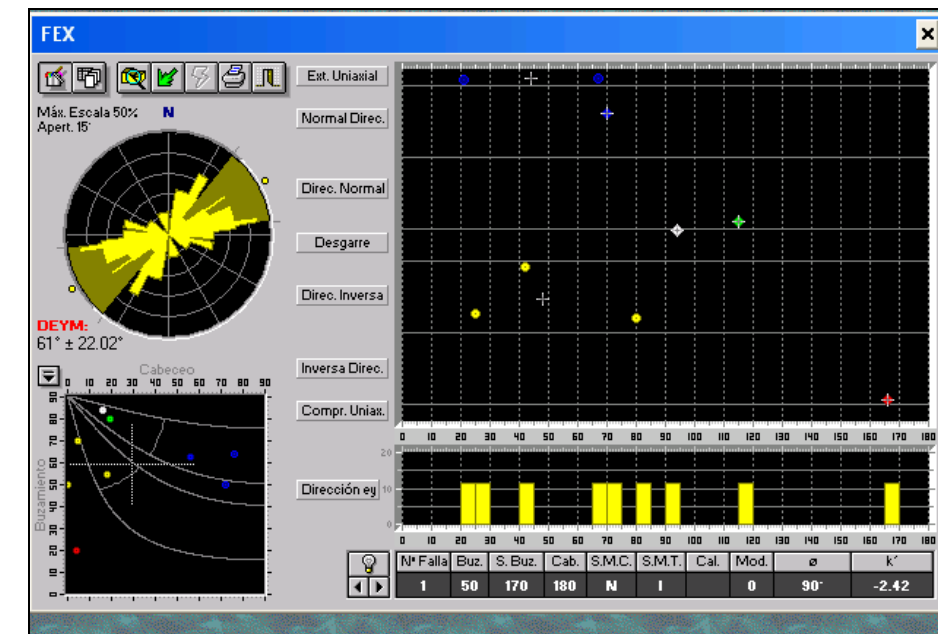 FEX
Máx. Escala 50%
Apert. 15°
N
DEYM:
61° ± 22.02°
Cabeceo
0 10 20 30 40 50 60 70 80 90
Buzamiento
90
80
70
60
50
40
30
20
10
0
Ext. Uniaxial
Normal Direc.
Direc. Normal
Desgarre
Direc. Inversa
Inversa Direc.
Compr. Uniax.
0 10 20 30 40 50 60 70 80 90 100 110 120 130 140 150 160 170 180
Dirección ey
20
10
0
0 10 20 30 40 50 60 70 80 90 100 110 120 130 140 150 160 170 180
Nº Falla Buz. S. Buz. Cab. S.M.C. S.M.T. Cal. Mod. ø k´
1 50 170 180 N I 0 90° -2.42